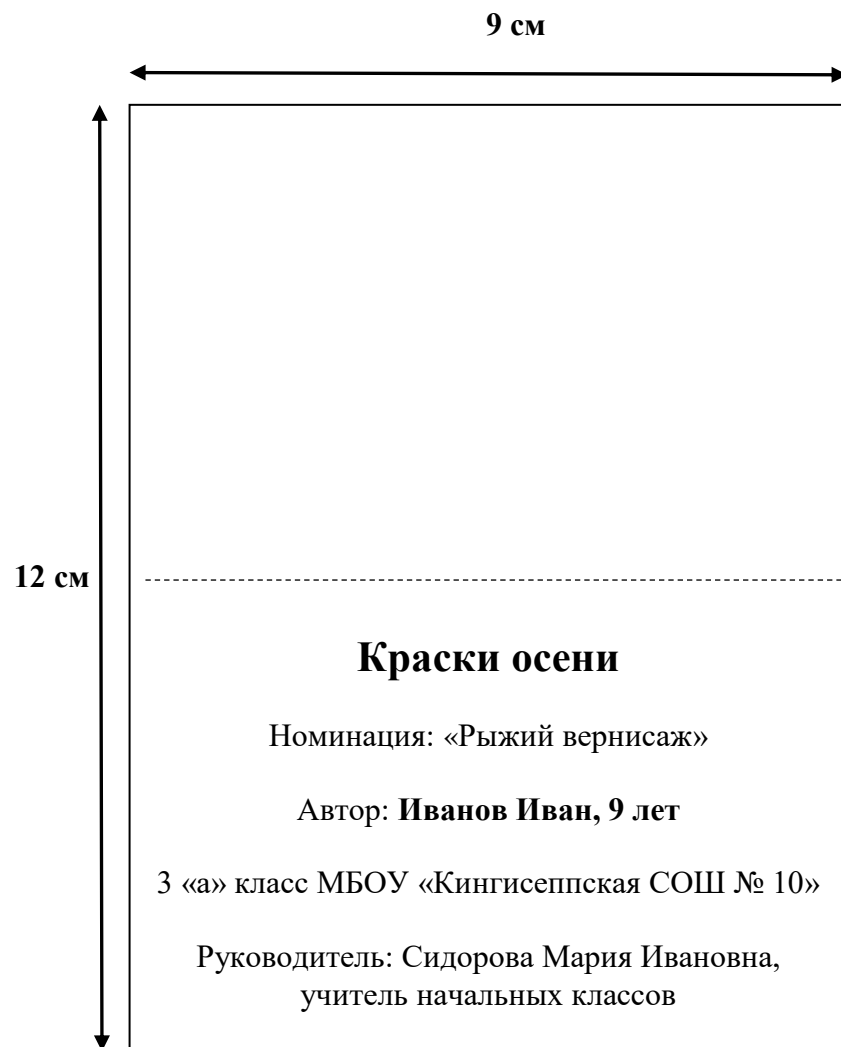 9 см
12 см
Краски осени
Номинация: «Рыжий вернисаж»
Автор: Иванов Иван, 9 лет
3 «а» класс МБОУ «Кингисеппская СОШ № 10»
Руководитель: Сидорова Мария Ивановна,
учитель начальных классов